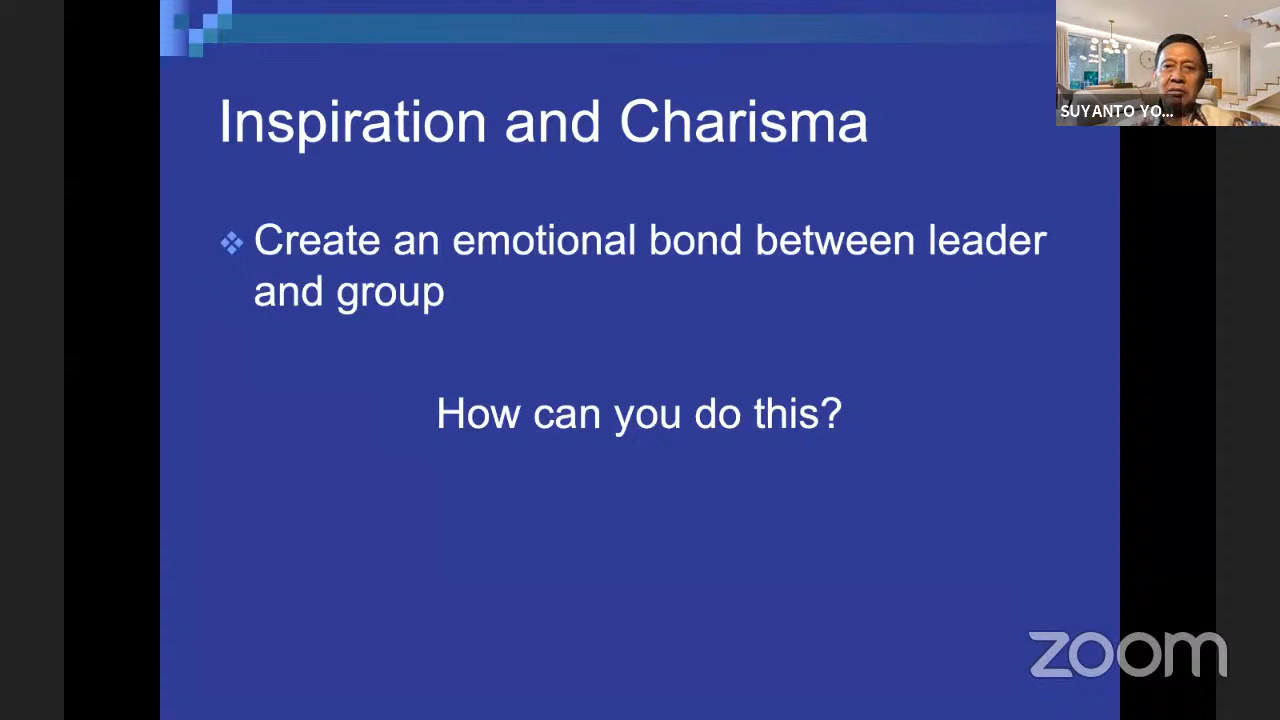 Inspiration and Charisma
SUYANTO YO...
Create an emotional bond between leader
and group
How can you do this?
zoom